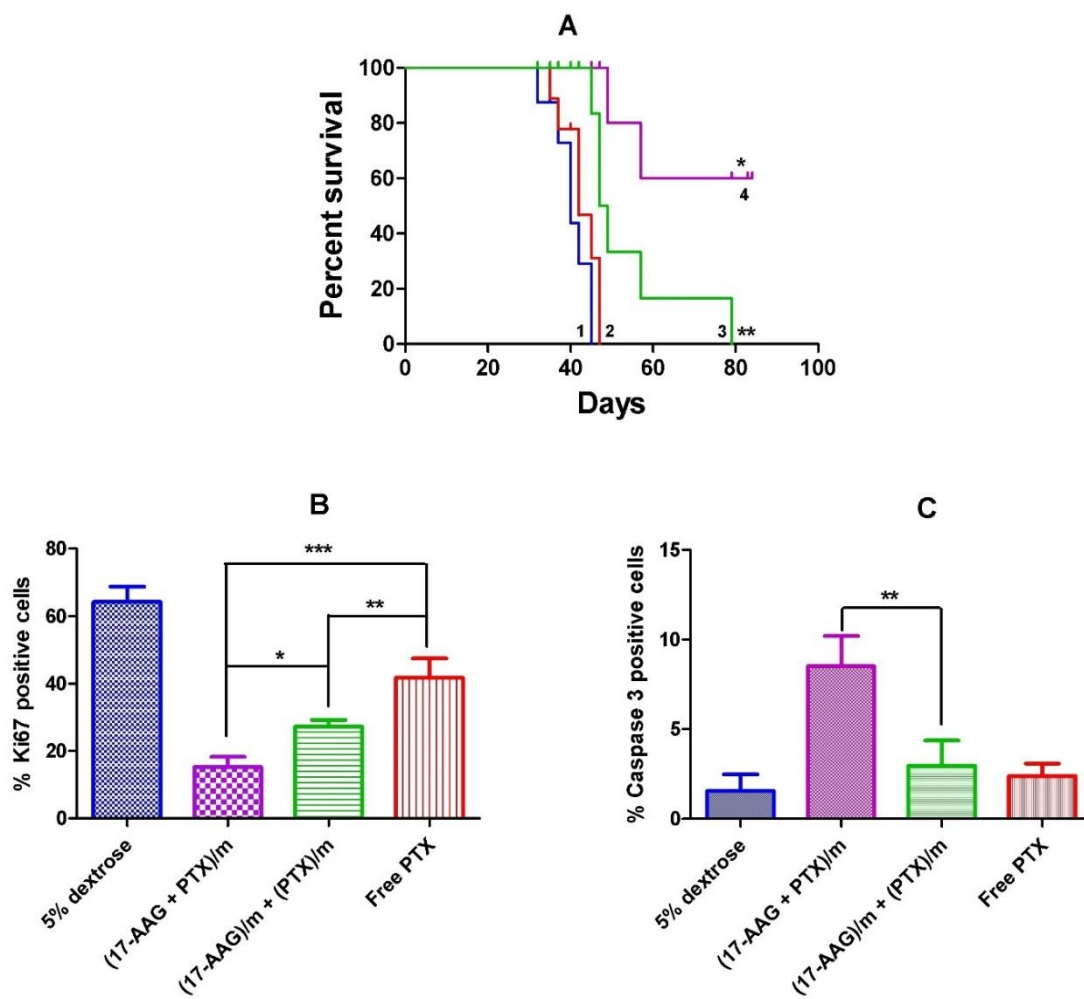 A
Percent survival
100
80
60
40
20
0
*
4
1
2
3
**
0
20
40
60
80
100
Days
B
% Ki67 positive cells
80
60
40
20
0
***
**
*
5% dextrose
(17-AAG + PTX)/m
(17-AAG)/m + (PTX)/m
Free PTX
C
% Caspase 3 positive cells
15
10
5
0
**
5% dextrose
(17-AAG + PTX)/m
(17-AAG)/m + (PTX)/m
Free PTX